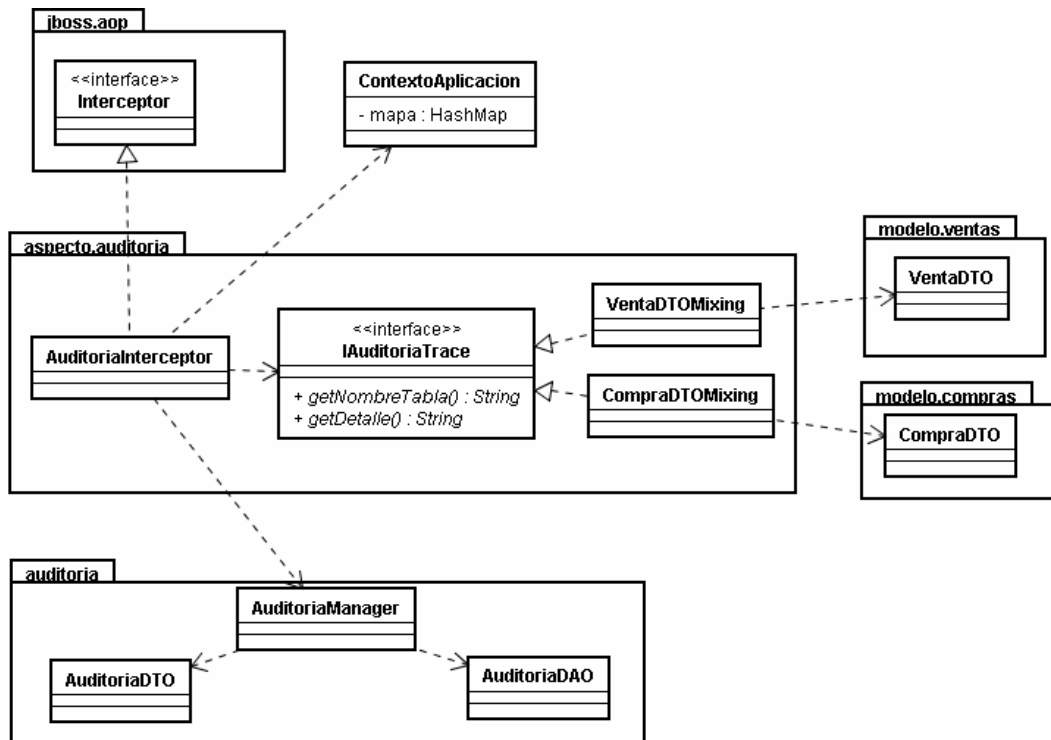 jboss.aop
<<interface>>
Interceptor
ContextoAplicacion
- mapa : HashMap
aspecto.auditoria
AuditoriaInterceptor
<<interface>>
IAuditoriaTrace
+ getNombreTabla() : String
+ getDetalle() : String
VentaDTOMixing
CompraDTOMixing
modelo.ventas
VentaDTO
modelo.compras
CompraDTO
auditoria
AuditoriaManager
AuditoriaDTO
AuditoriaDAO